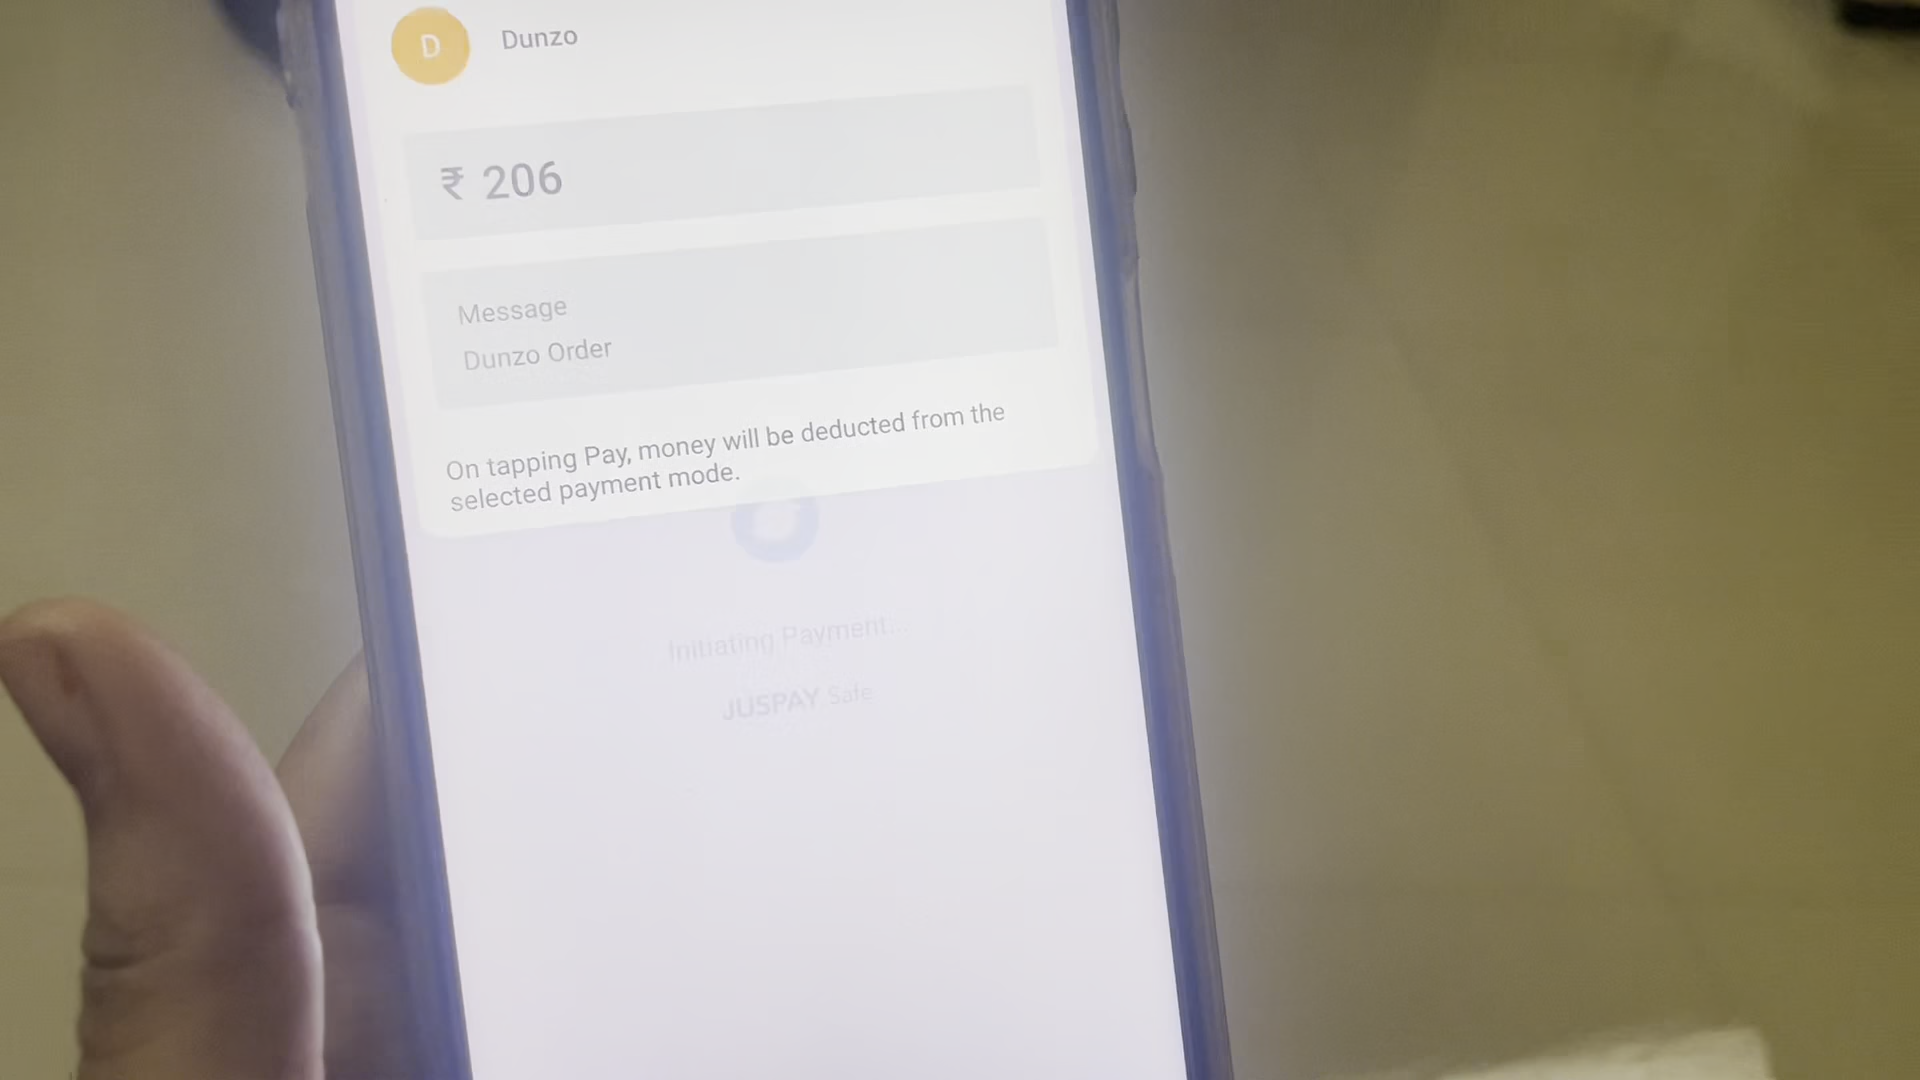 D Dunzo
₹ 206
Message
Dunzo Order
On tapping Pay, money will be deducted from the
selected payment mode.
Initiating Payment...
JUSPAY Safe